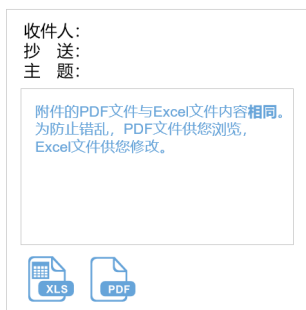 收件人：
抄　送：
主　题：
附件的PDF文件与Excel文件内容相同。
为防止错乱，PDF文件供您浏览，
Excel文件供您修改。
XLS
PDF